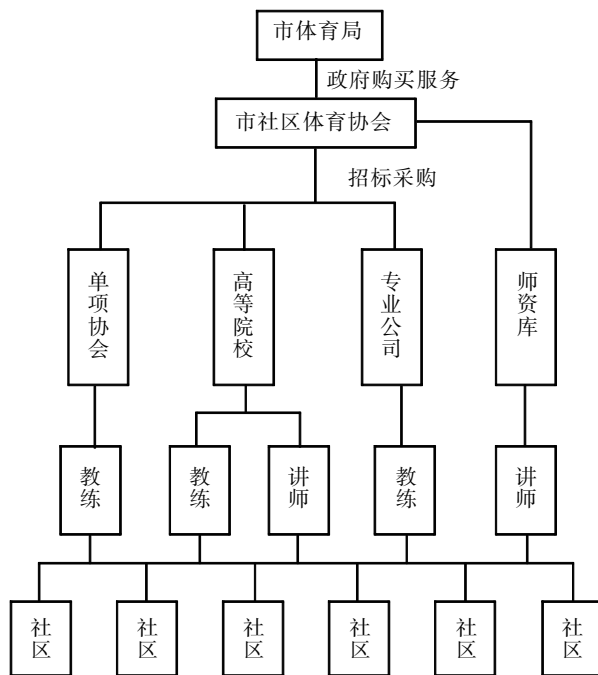 市体育局
政府购买服务
市社区体育协会
招标采购
单项协会
高等院校
专业公司
师资库
教练
教练
讲师
教练
讲师
社区
社区
社区
社区
社区
社区